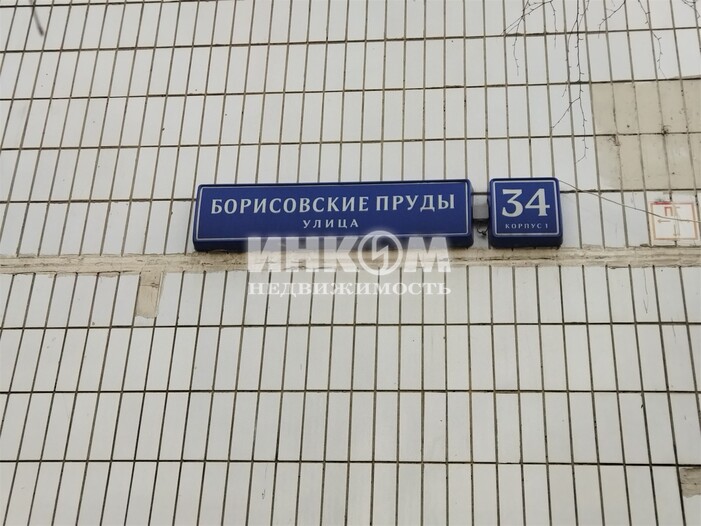 БОРИСОВСКИЕ ПРУДЫ
УЛИЦА
34
КОРПУС 1
ИНКОМ
НЕДВИЖИМОСТЬ